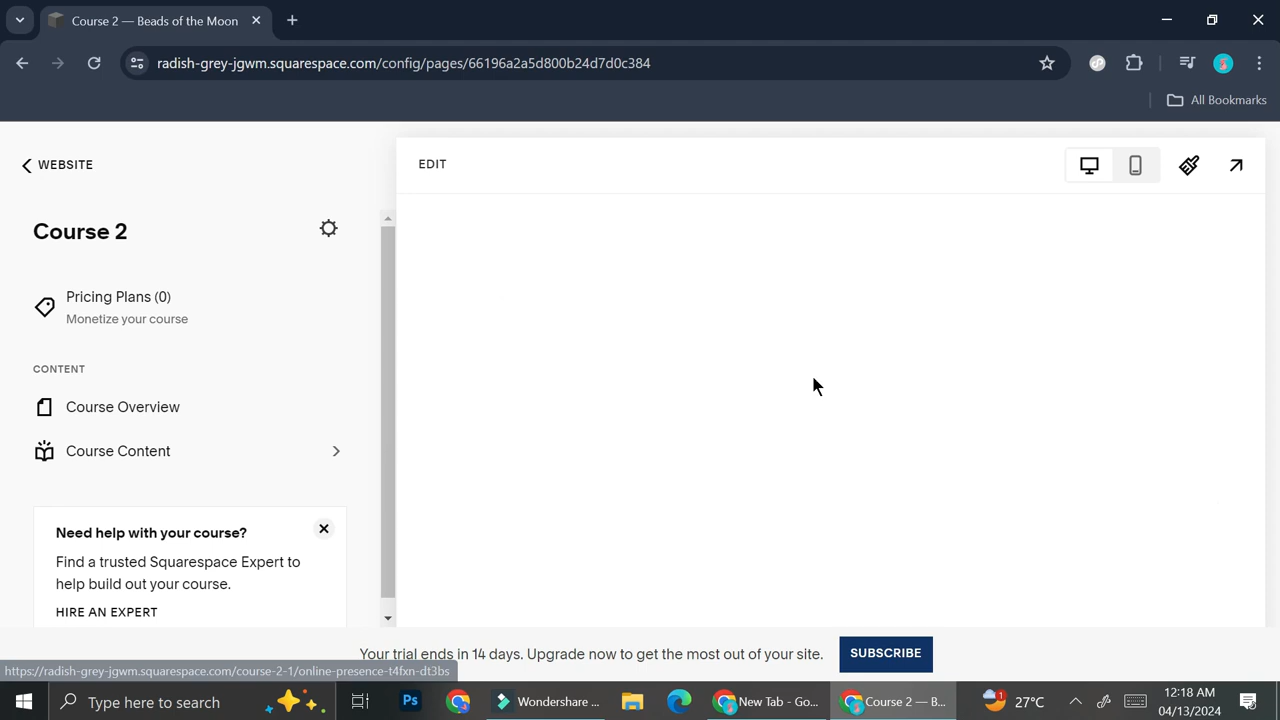 Course 2 — Beads of the Moon
radish-grey-jgwm.squarespace.com/config/pages/66196a2a5d800b24d7d0c384
All Bookmarks
WEBSITE
EDIT
Course 2
Pricing Plans (0)
Monetize your course
CONTENT
Course Overview
Course Content
Need help with your course?
Find a trusted Squarespace Expert to
help build out your course.
HIRE AN EXPERT
Your trial ends in 14 days. Upgrade now to get the most out of your site.
SUBSCRIBE
https://radish-grey-jgwm.squarespace.com/course-2-1/online-presence-t4fxn-dt3bs
Type here to search
Ps
Wondershare ...
New Tab - Go...
Course 2 — B...
27°C
12:18 AM
04/13/2024